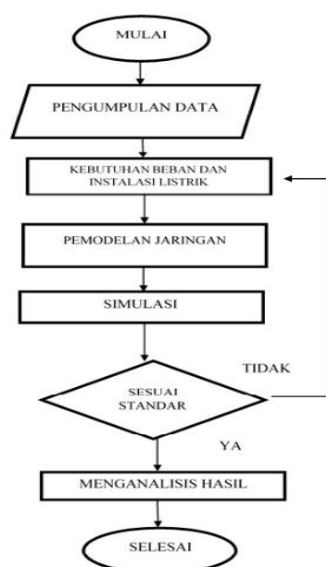 MULAI
PENGUMPULAN DATA
KEBUTUHAN BEBAN DAN
INSTALASI LISTRIK
PEMODELAN JARINGAN
SIMULASI
TIDAK
SESUAI
STANDAR
YA
MENGANALISIS HASIL
SELESAI